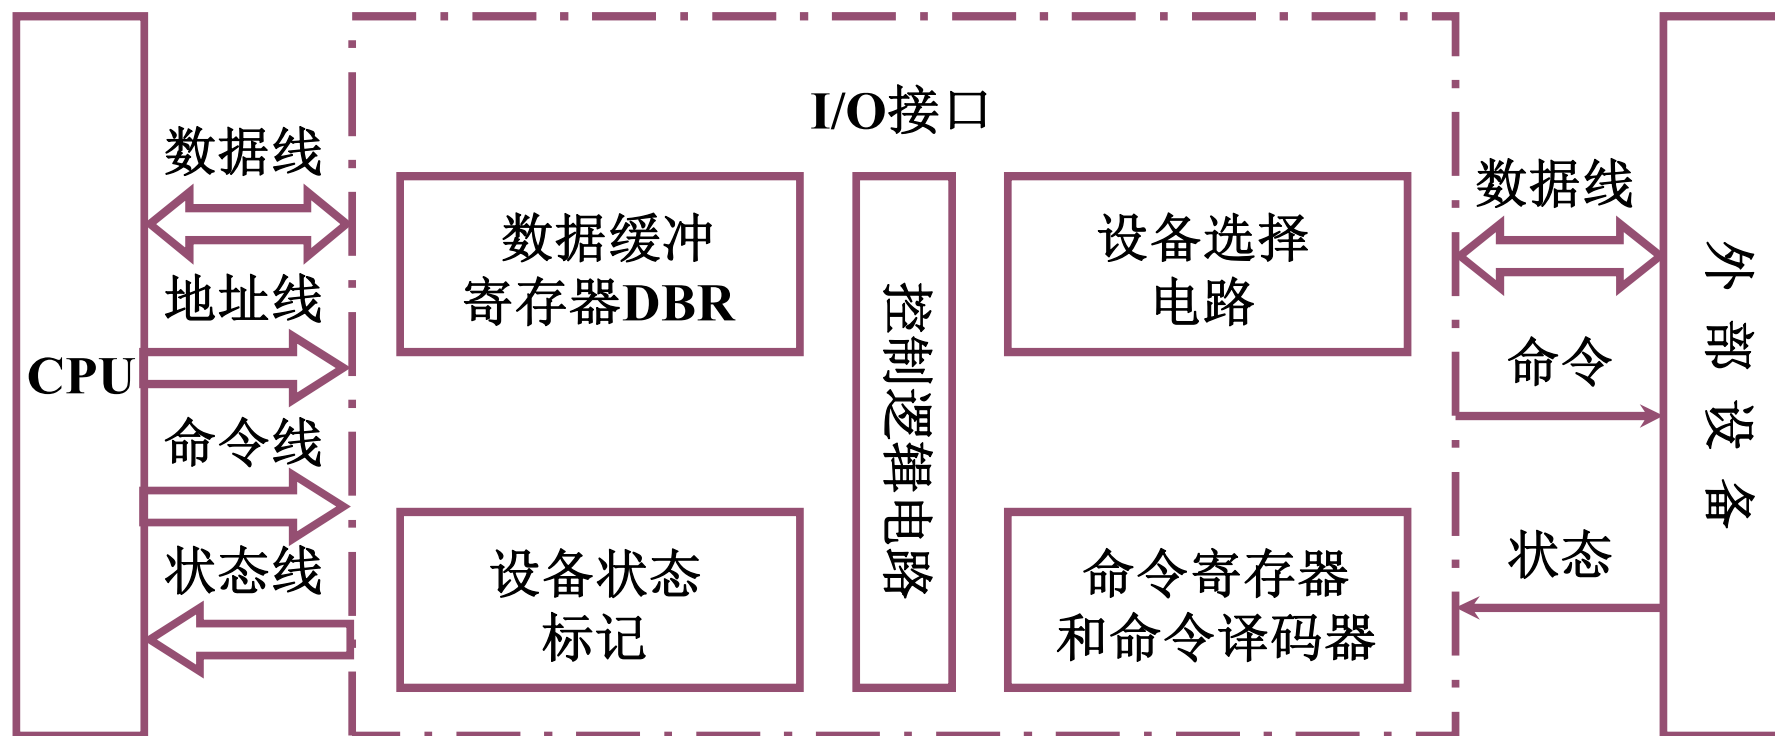 I/O接口
数据线
地址线
CPU
命令线
状态线
数据缓冲
寄存器DBR
设备状态
标记
控制逻辑电路
设备选择
电路
命令寄存器
和命令译码器
数据线
命令
状态
外部设备